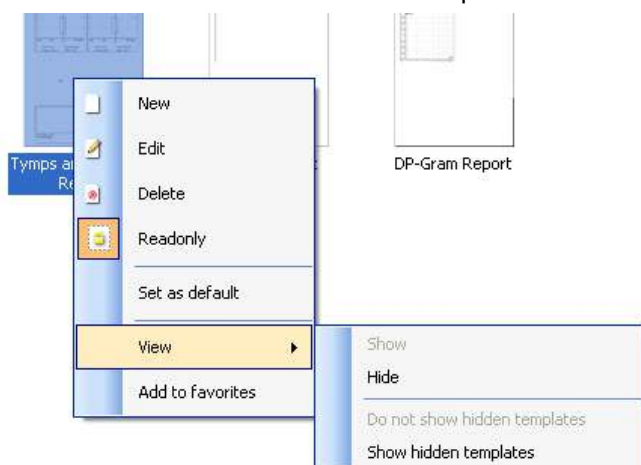 New
Edit
Tymps a
Re
DP-Gram Report
Delete
Readonly
Set as default
View
Show
Hide
Add to favorites
Do not show hidden templates
Show hidden templates